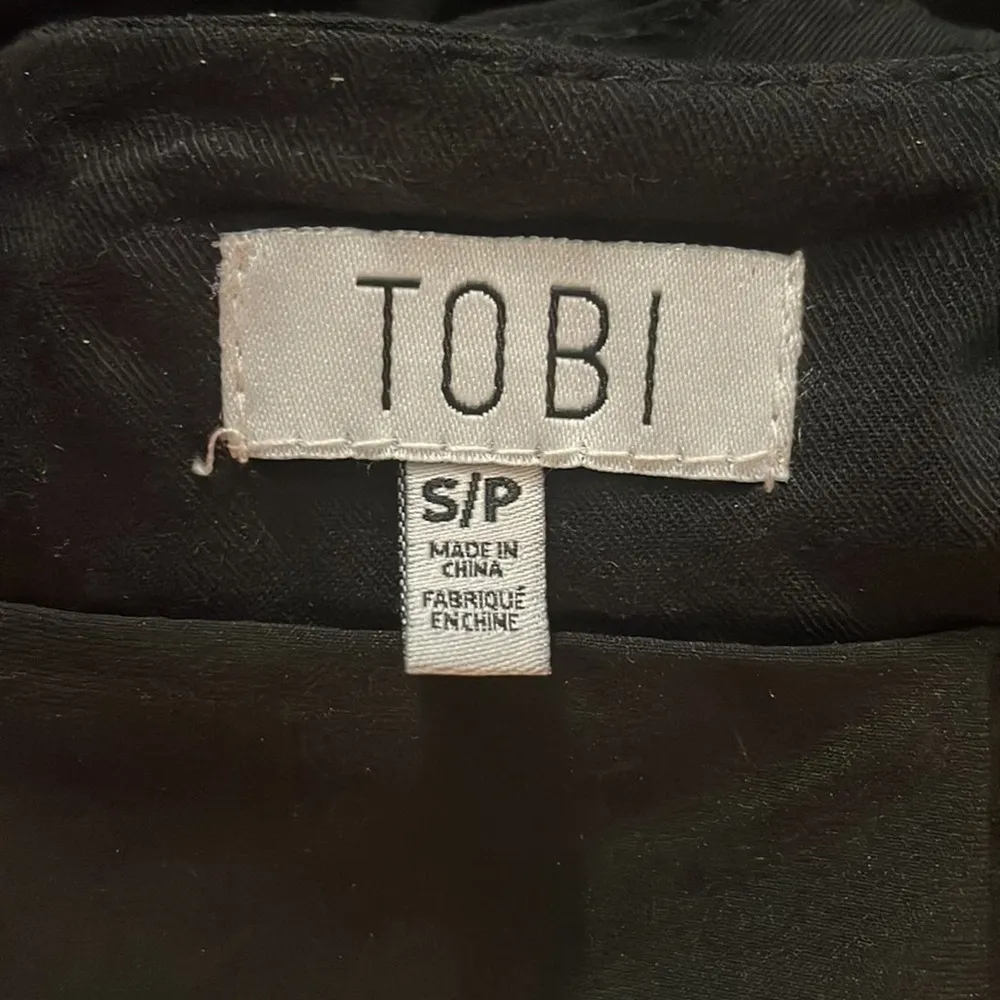 TOBI
S/P
MADE IN
CHINA
FABRIQUÉ
EN CHINE